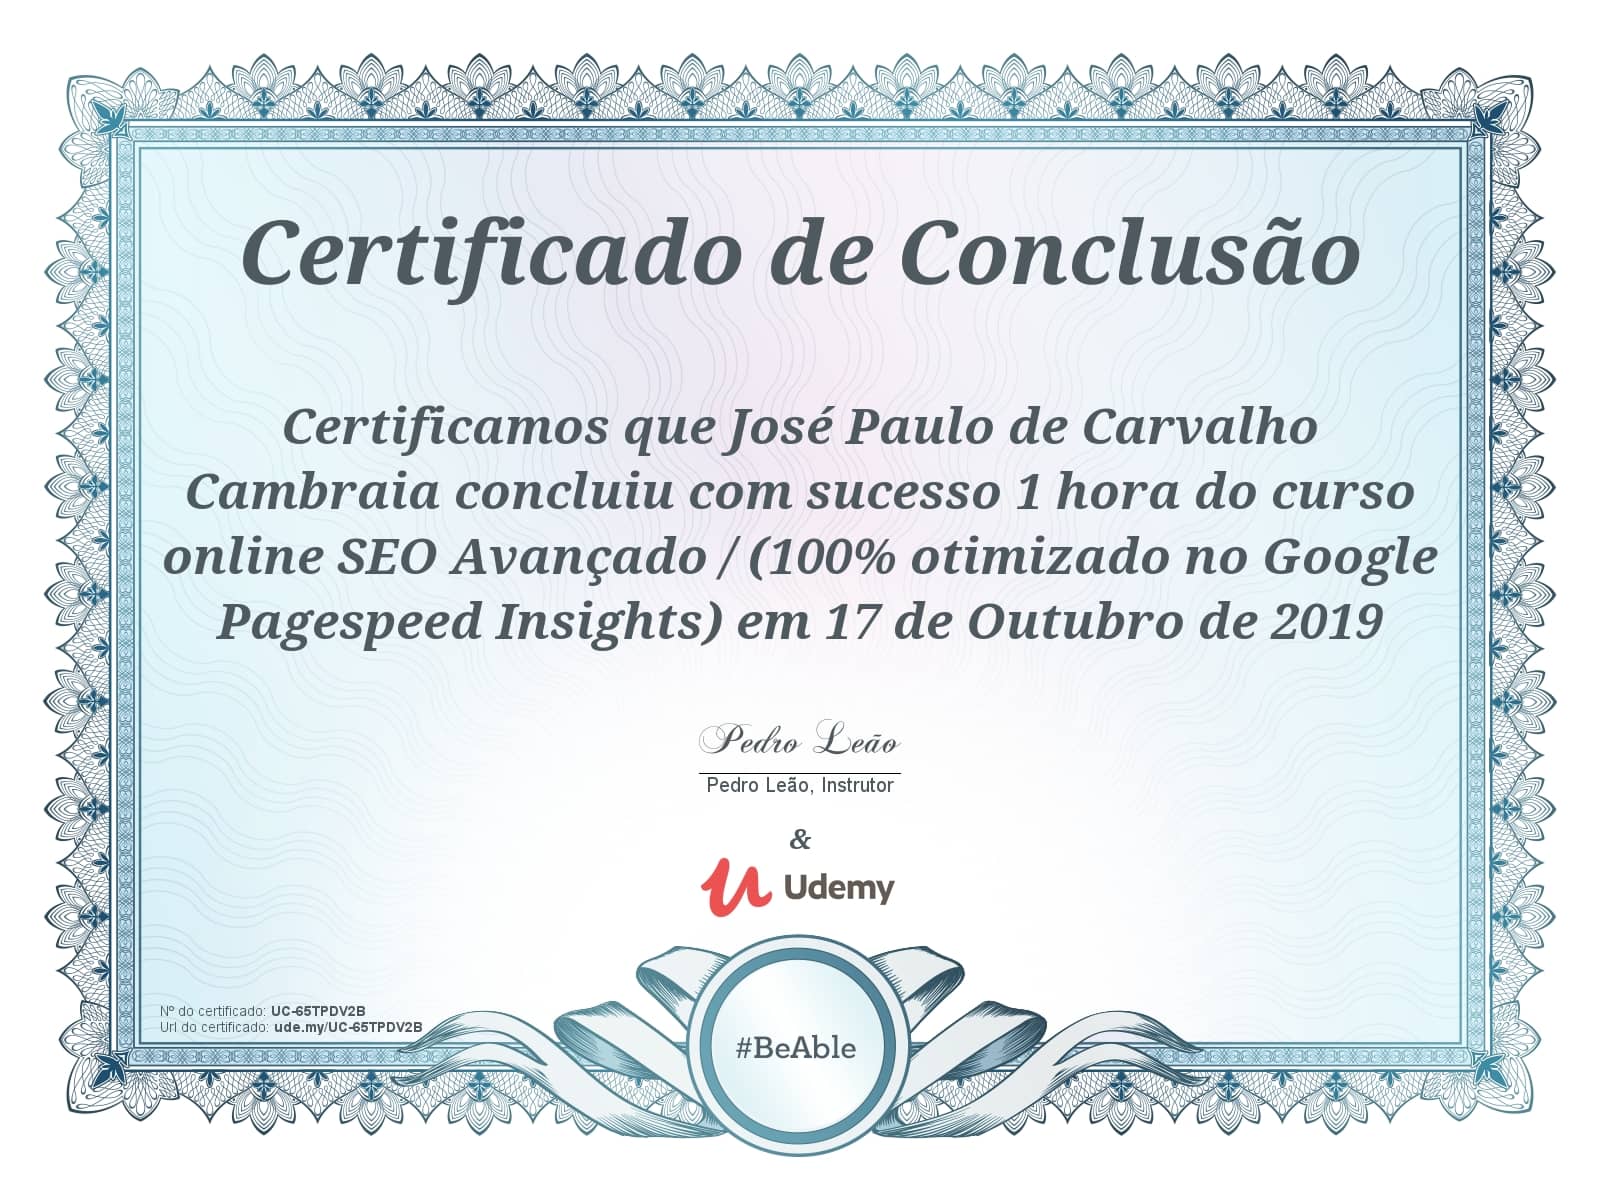 Certificado de Conclusão
Certificamos que José Paulo de Carvalho
Cambraia concluiu com sucesso 1 hora do curso
online SEO Avançado / (100% otimizado no Google
Pagespeed Insights) em 17 de Outubro de 2019
Pedro Leão
Pedro Leão, Instrutor
&
Udemy
Nº do certificado: UC-65TPDV2B
Url do certificado: ude.my/UC-65TPDV2B
#BeAble